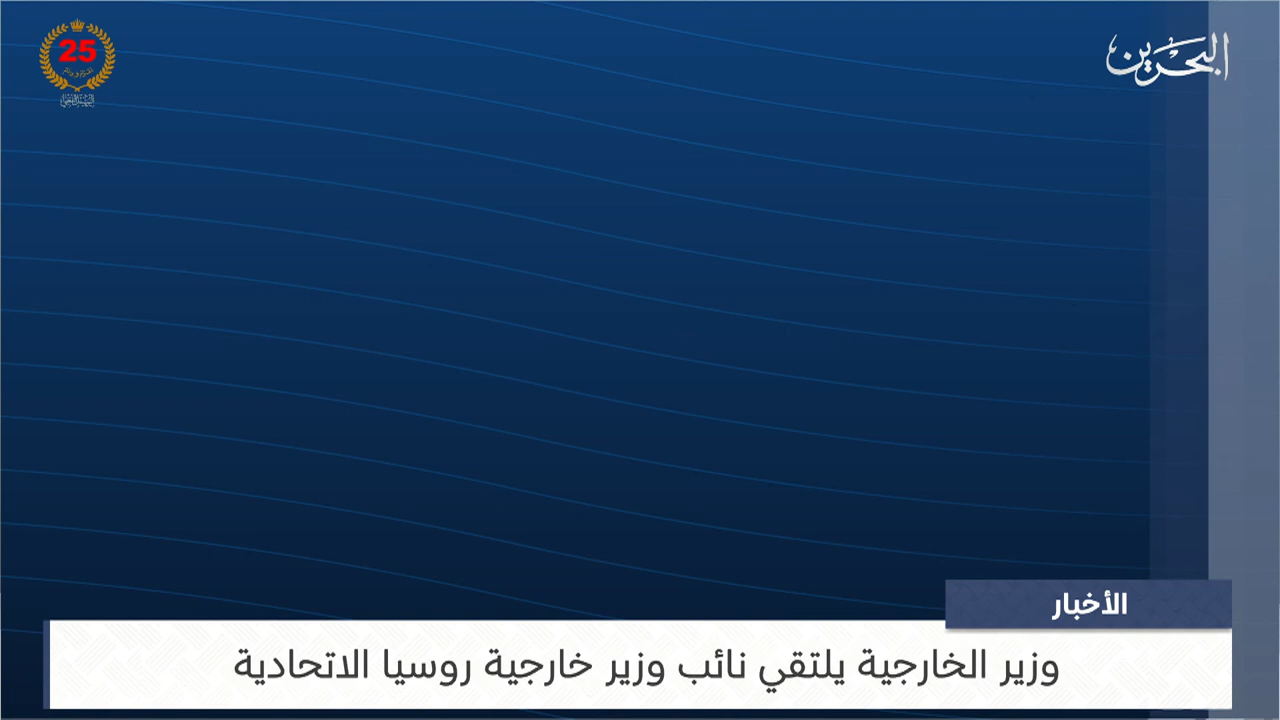 البحرين
25
الأخبار
وزير الخارجية يلتقي نائب وزير خارجية روسيا الاتحادية